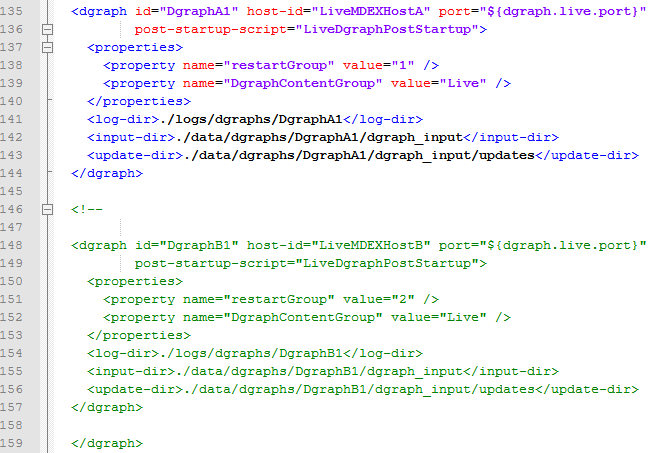 135 <dgraph id="DgraphA1" host-id="LiveMDEXHostA" port="${dgraph.live.port}"
136 post-startup-script="LiveDgraphPostStartup">
137 <properties>
138 <property name="restartGroup" value="1" />
139 <property name="DgraphContentGroup" value="Live" />
140 </properties>
141 <log-dir>./logs/dgraphs/DgraphA1</log-dir>
142 <input-dir>./data/dgraphs/DgraphA1/dgraph_input</input-dir>
143 <update-dir>./data/dgraphs/DgraphA1/dgraph_input/updates</update-dir>
144 </dgraph>
145
146 <!--
147
148 <dgraph id="DgraphB1" host-id="LiveMDEXHostB" port="${dgraph.live.port}"
149 post-startup-script="LiveDgraphPostStartup">
150 <properties>
151 <property name="restartGroup" value="2" />
152 <property name="DgraphContentGroup" value="Live" />
153 </properties>
154 <log-dir>./logs/dgraphs/DgraphB1</log-dir>
155 <input-dir>./data/dgraphs/DgraphB1/dgraph_input</input-dir>
156 <update-dir>./data/dgraphs/DgraphB1/dgraph_input/updates</update-dir>
157 </dgraph>
158
159 </dgraph>